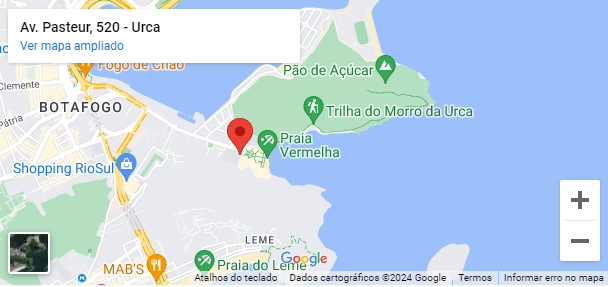 Av. Pasteur, 520 - Urca
Ver mapa ampliado
Fogo de Chão
Clemente
Pão de Açúcar
BOTAFOGO
Trilha do Morro da Urca
Pátria
Praia
Vermelha
Shopping RioSul
LEME
Google
MAB'S
Praia do Leme
Atalhos do teclado
Dados cartográficos ©2024 Google
Termos
Informar erro no mapa